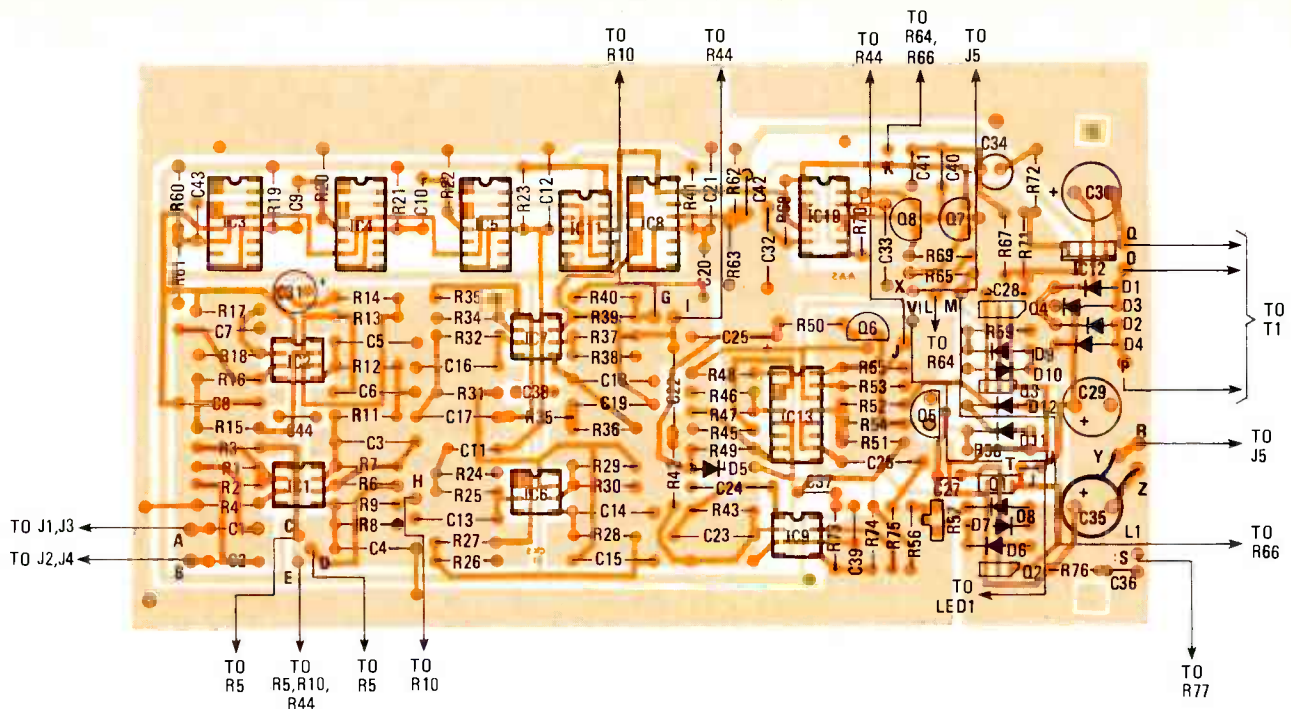 TO
R10
TO
R44
TO
R44
TO
R64,
R66
TO
J5
C34
R60
C43
R19
C9
R20
R21
C10
R22
R23
C12
R41
C21
R62
C42
R68
R70
C41
C40
R72
+
C30
IC3
IC4
IC5
IC11
IC8
IC10
Q8
Q7
R61
C20
R63
C32
C33
R69
R65
R67
R71
IC12
Q
O
C31
+
R17
C7
R14
R13
R35
R34
R32
R40
R39
R37
G
I
X
V
L
M
C28
Q4
D1
D3
D2
D4
TO
T1
C5
IC7
C25
+
R50
Q6
J
TO
R64
R59
D9
D10
P
R18
IC2
R12
C16
R38
R16
C6
R31
C38
C18
C22
R48
R65
C8
R11
C17
R35
C19
R46
R53
Q3
C29
+
R15
C44
R36
R47
IC13
R52
Q5
D12
R3
C3
C11
R45
R54
D11
R
TO
J5
R1
R7
R24
R29
R49
R51
R58
Y
R2
IC1
R6
H
R25
IC6
R30
R42
D5
C26
T
Z
R4
R9
C24
C37
C27
Q1
+
C35
TO J1,J3
A
C1
C
R8
C13
C14
R43
R73
C39
R74
R75
R56
R57
D7
D8
L1
TO J2,J4
B
C2
E
D
C4
R27
R28
C23
IC9
D6
TO
R66
R26
C15
Q2
R76
S
C36
TO
LED1
TO
R5
TO
R5,R10,
R44
TO
R5
TO
R10
TO
R77